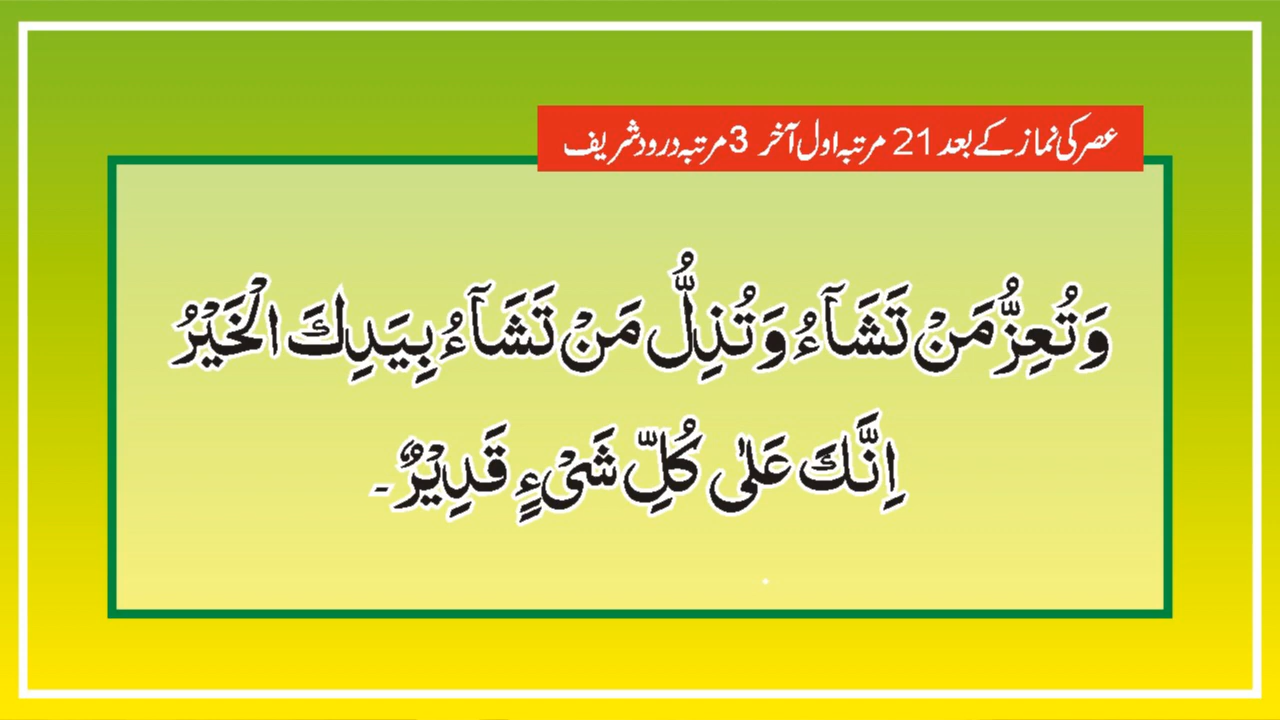 عصر کی نماز کے بعد 21 مرتبہ اول آخر 3 مرتبہ درود شریف
وَتُعِزُّ مَنْ تَشَآءُ وَتُذِلُّ مَنْ تَشَآءُ بِيَدِكَ الْخَيْرُ
اِنَّكَ عَلٰى كُلِّ شَىْءٍ قَدِيْرٌ۔